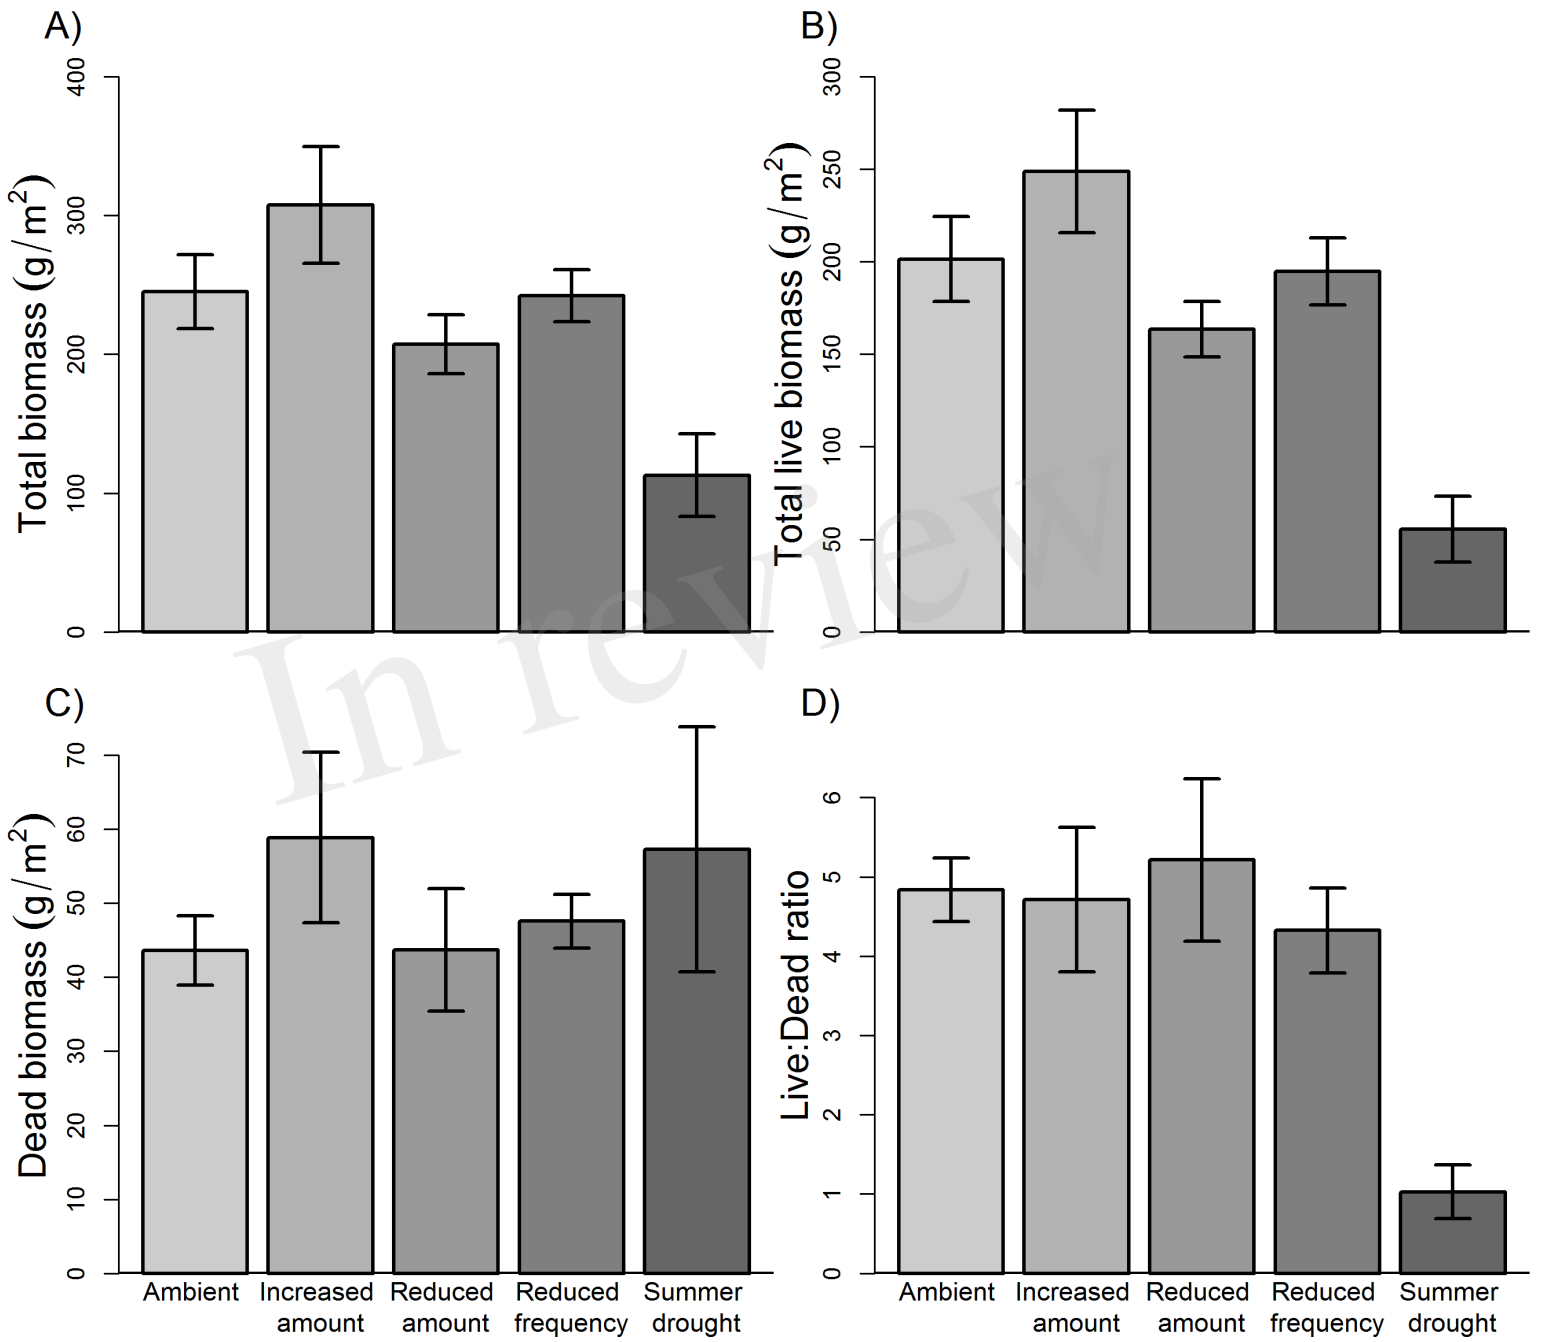 A)
Total biomass (g/m²)
400
300
200
100
0
B)
Total live biomass (g/m²)
300
250
200
150
100
50
0
In review
C)
Dead biomass (g/m²)
70
60
50
40
30
20
10
0
Ambient Increased Reduced Reduced Summer
amount amount frequency drought
D)
Live:Dead ratio
6
5
4
3
2
1
0
Ambient Increased Reduced Reduced Summer
amount amount frequency drought